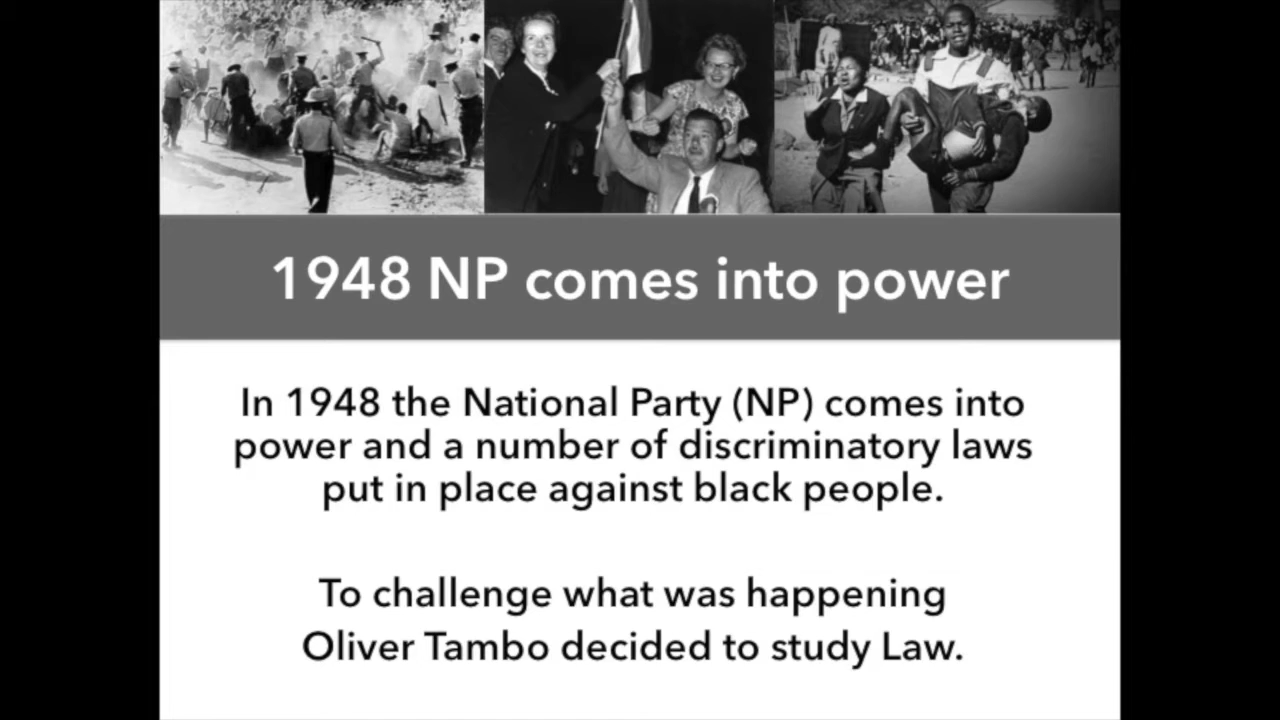 1948 NP comes into power
In 1948 the National Party (NP) comes into
power and a number of discriminatory laws
put in place against black people.
To challenge what was happening
Oliver Tambo decided to study Law.